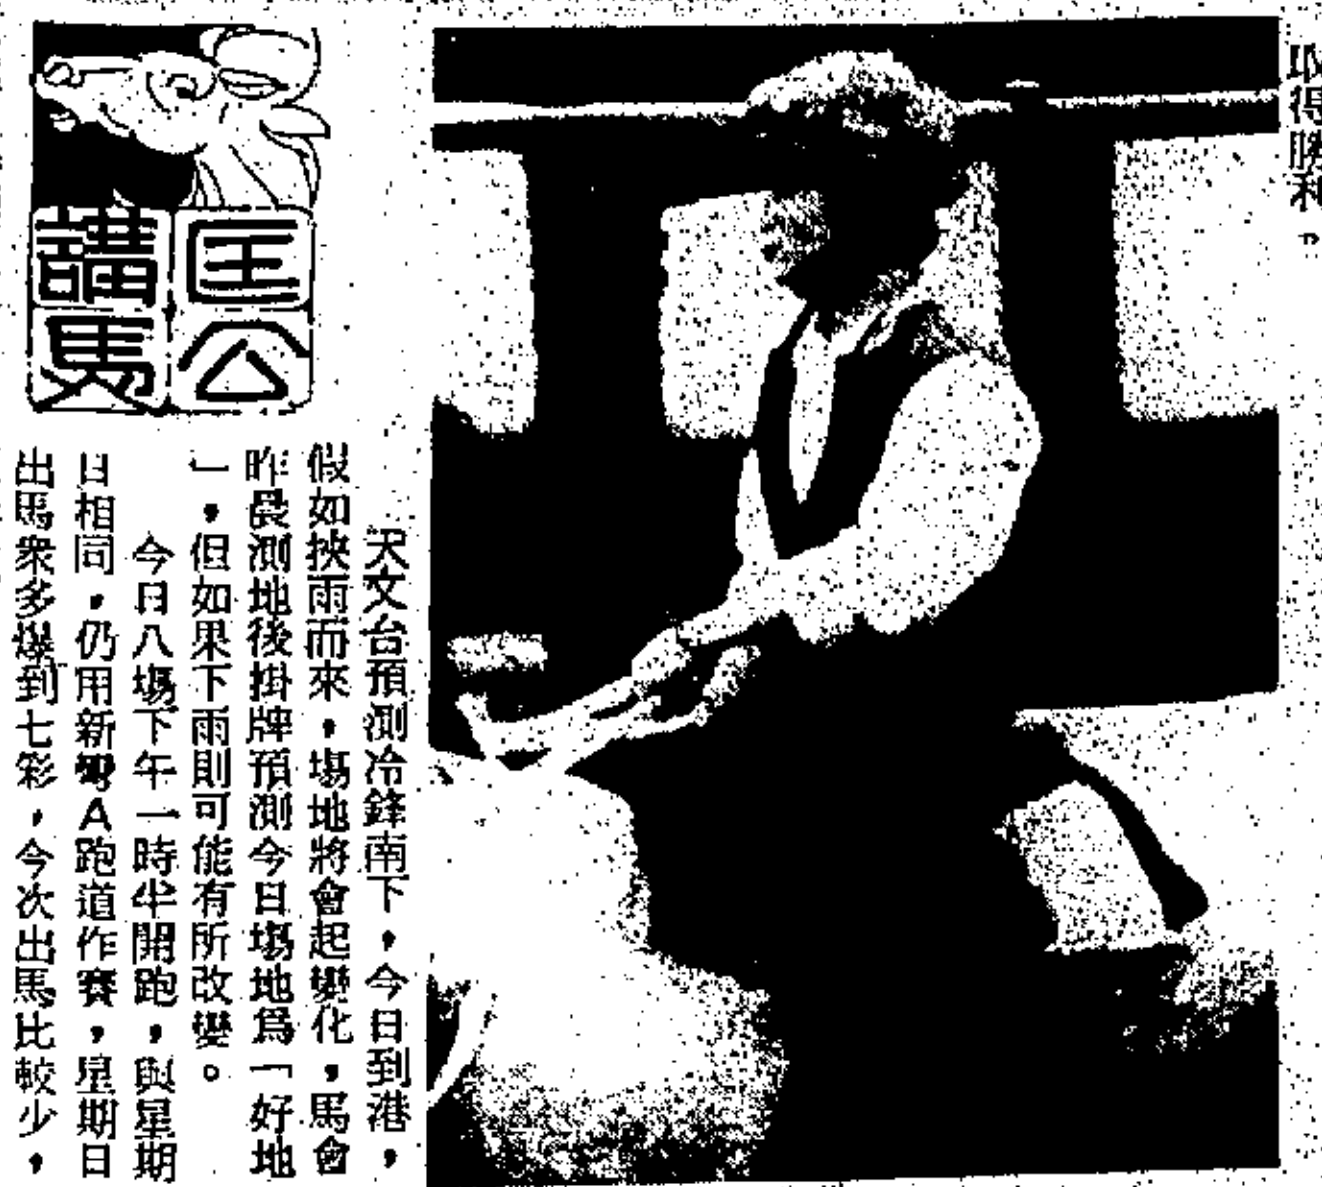 取得勝利。
匡公
講馬
天文台預測冷鋒南下，今日到港，
假如挾雨而來，場地將會起變化，馬會
昨晨測地後掛牌預測今日場地爲「好地
」，但如果下雨則可能有所改變。
今日八場下午一時半開跑，與星期
日相同，仍用新彎A跑道作賽，星期日
出馬衆多爆到七彩，今次出馬比較少，